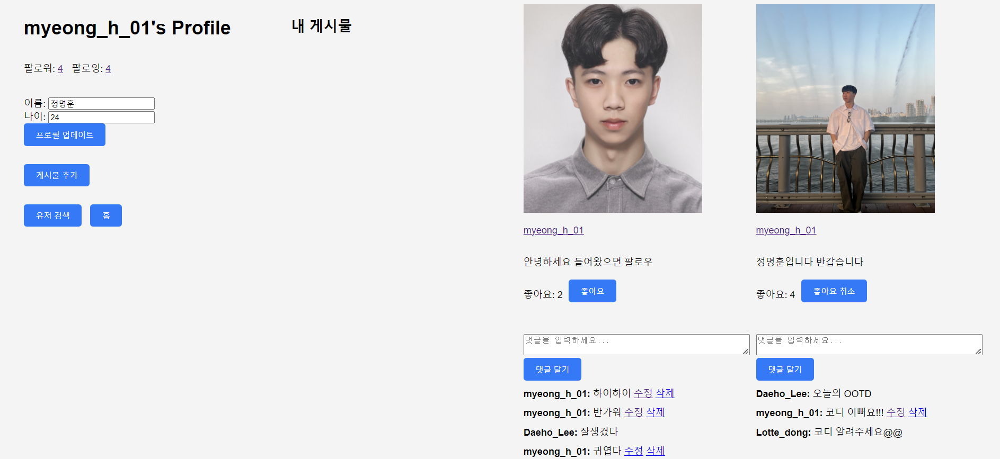 myeong_h_01's Profile
팔로워: 4 팔로잉: 4
이름: 정명훈
나이: 24
프로필 업데이트
게시물 추가
유저 검색 홈
내 게시물
myeong_h_01
안녕하세요 들어왔으면 팔로우
좋아요: 2 좋아요
댓글을 입력하세요...
댓글 달기
myeong_h_01: 하이하이 수정 삭제
myeong_h_01: 반가워 수정 삭제
Daeho_Lee: 잘생겼다
myeong_h_01: 귀엽다 수정 삭제
myeong_h_01
정명훈입니다 반갑습니다
좋아요: 4 좋아요 취소
댓글을 입력하세요...
댓글 달기
Daeho_Lee: 오늘의 OOTD
myeong_h_01: 코디 이뻐요!!! 수정 삭제
Lotte_dong: 코디 알려주세요@@